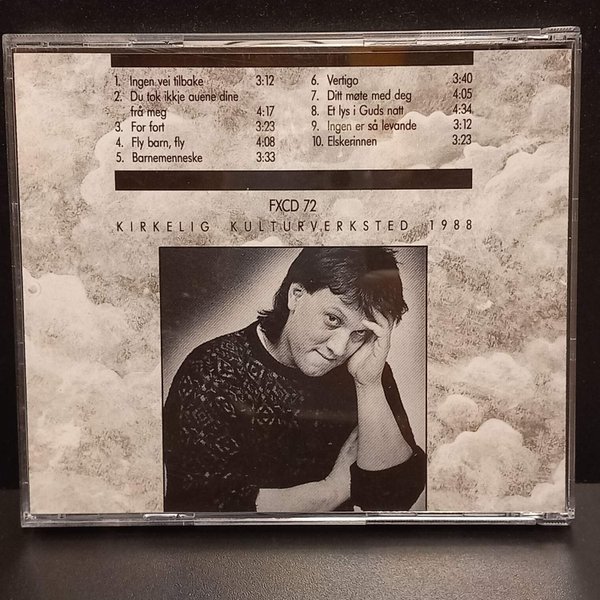 1. Ingen vei tilbake 3:12
2. Du tok ikkje auene dine
frå meg 4:17
3. For fort 3:23
4. Fly barn, fly 4:08
5. Barnemenneske 3:33
6. Vertigo 3:40
7. Ditt møte med deg 4:05
8. Et lys i Guds natt 4:34
9. Ingen er så levande 3:12
10. Elskerinnen 3:23
FXCD 72
KIRKELIG KULTURVERKSTED 1988